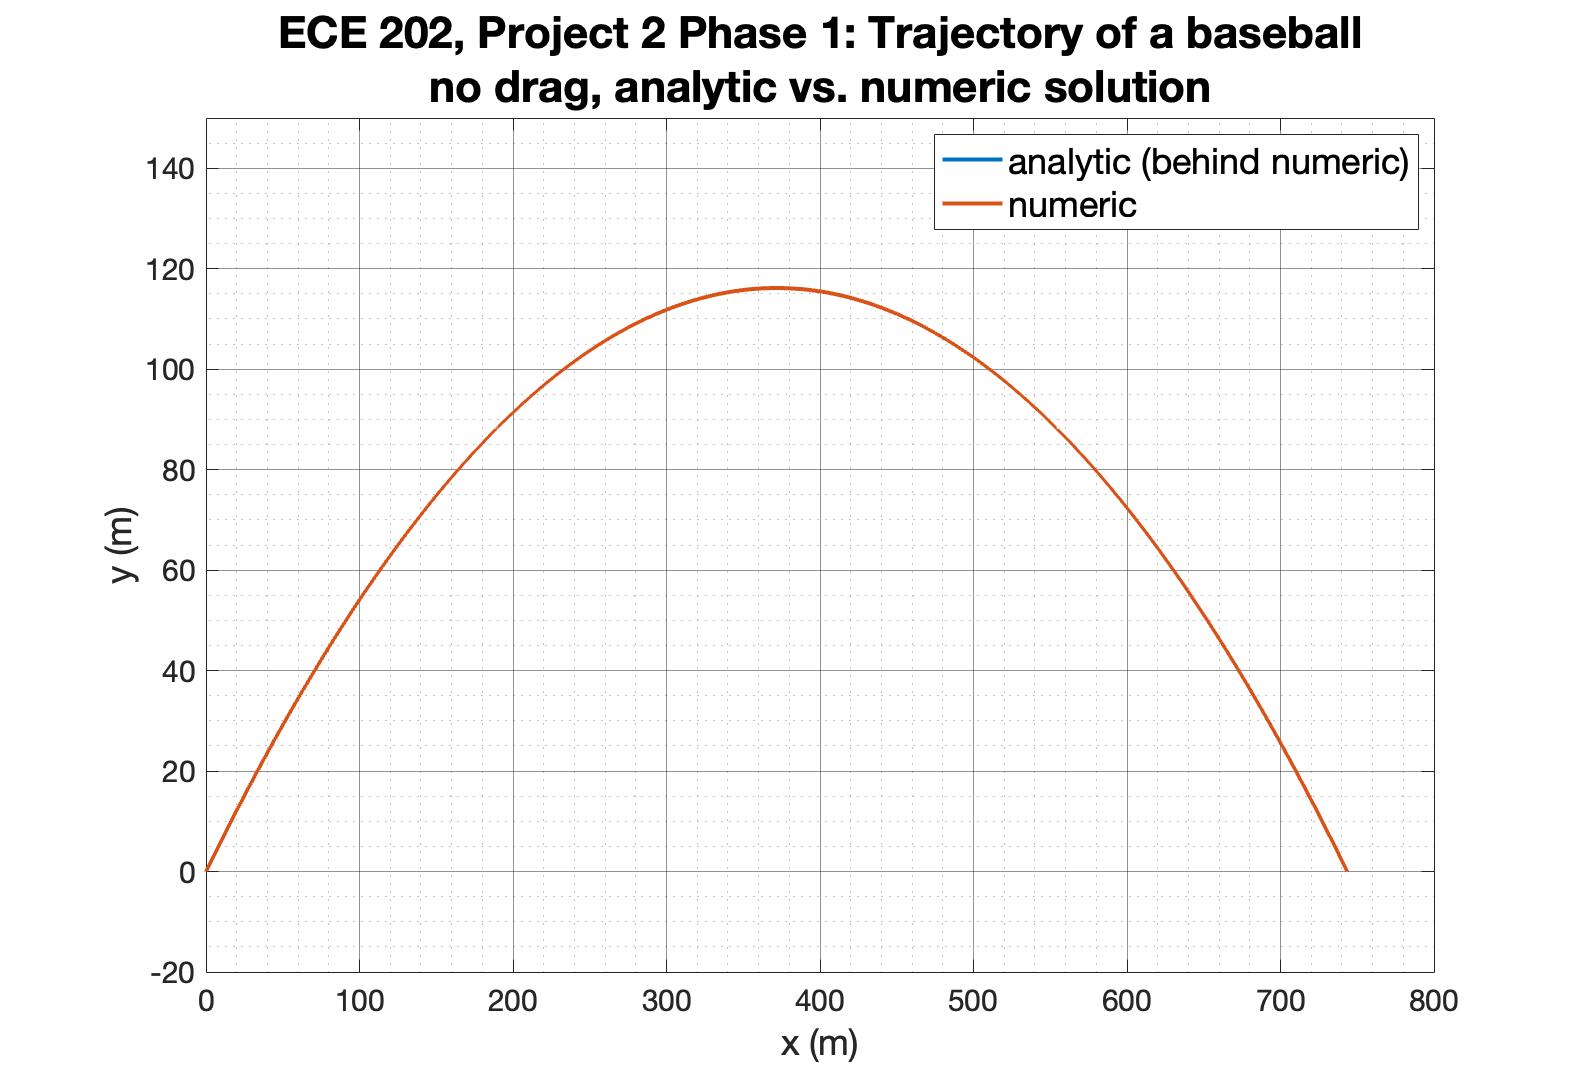 ECE 202, Project 2 Phase 1: Trajectory of a baseball
no drag, analytic vs. numeric solution
analytic (behind numeric)
numeric
140
120
100
80
60
40
20
0
-20
y (m)
0 100 200 300 400 500 600 700 800
x (m)